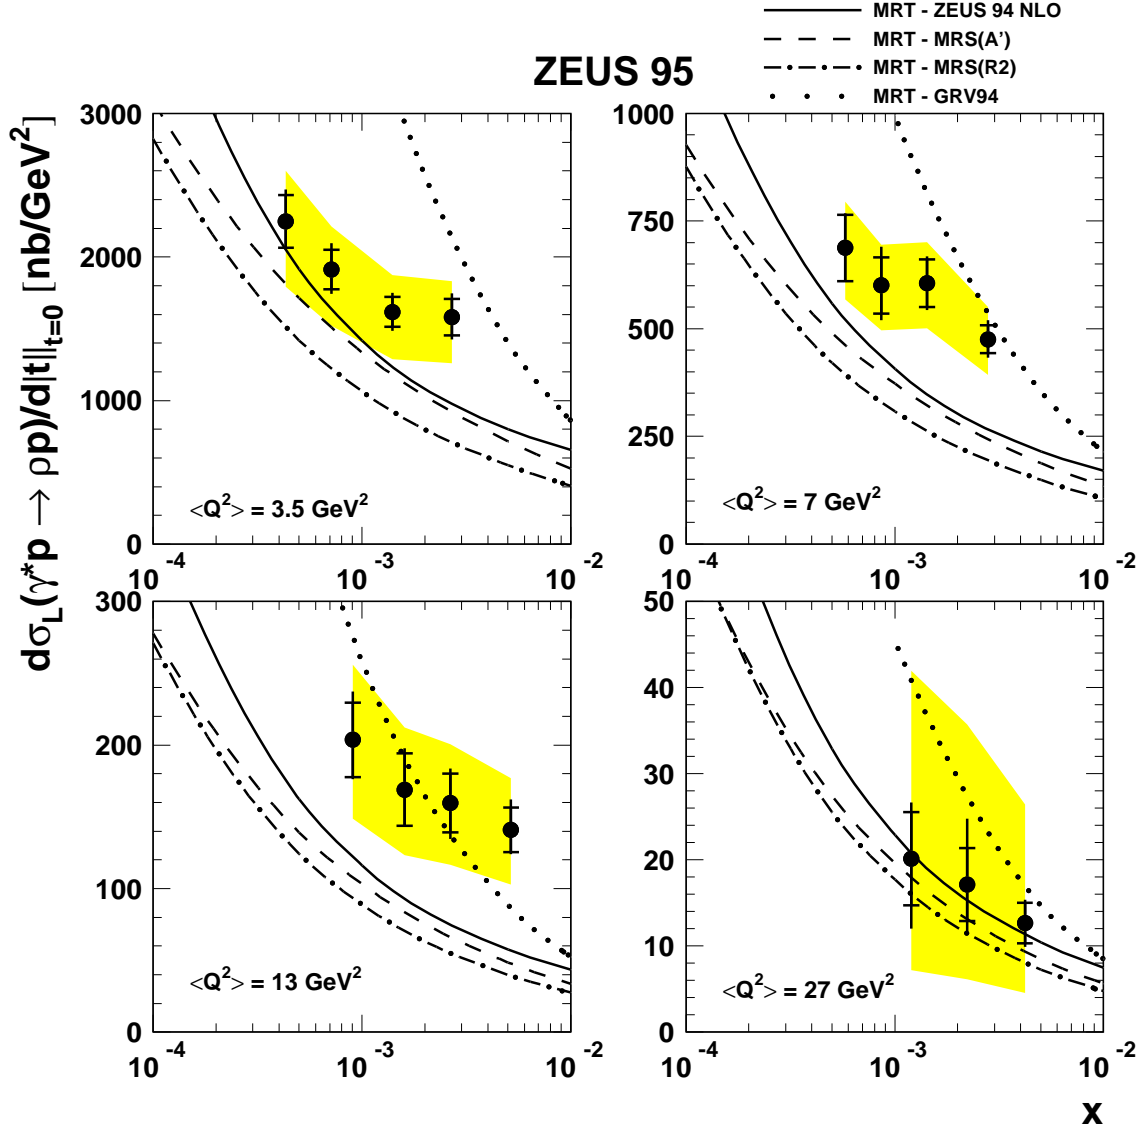 MRT - ZEUS 94 NLO
MRT - MRS(A')
MRT - MRS(R2)
MRT - GRV94
ZEUS 95
dσ_L(γ*p → ρp)/d|t||_{t=0} [nb/GeV²]
3000
2000
1000
0
10⁻⁴
10⁻³
10⁻²
<Q²> = 3.5 GeV²
1000
750
500
250
0
10⁻⁴
10⁻³
10⁻²
<Q²> = 7 GeV²
300
200
100
0
10⁻⁴
10⁻³
10⁻²
<Q²> = 13 GeV²
50
40
30
20
10
0
10⁻⁴
10⁻³
10⁻²
<Q²> = 27 GeV²
x